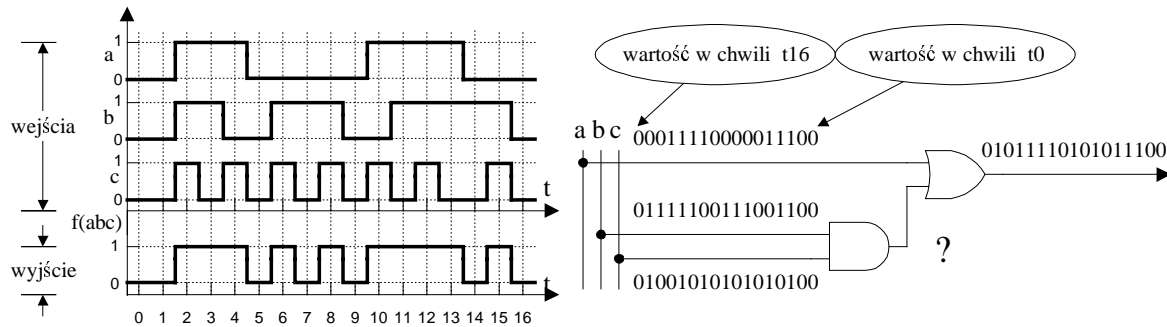 wejścia
wyjście
a
1
0
b
1
0
c
1
0
t
f(abc)
1
0
t
0 1 2 3 4 5 6 7 8 9 10 11 12 13 14 15 16
wartość w chwili t16
wartość w chwili t0
a b c
00011110000011100
01011110101011100
01111100111001100
?
01001010101010100